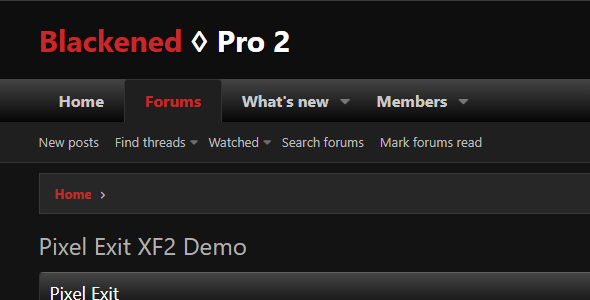 Blackened ◊ Pro 2
Home Forums What's new Members
New posts Find threads Watched Search forums Mark forums read
Home ›
Pixel Exit XF2 Demo
Pixel Exit